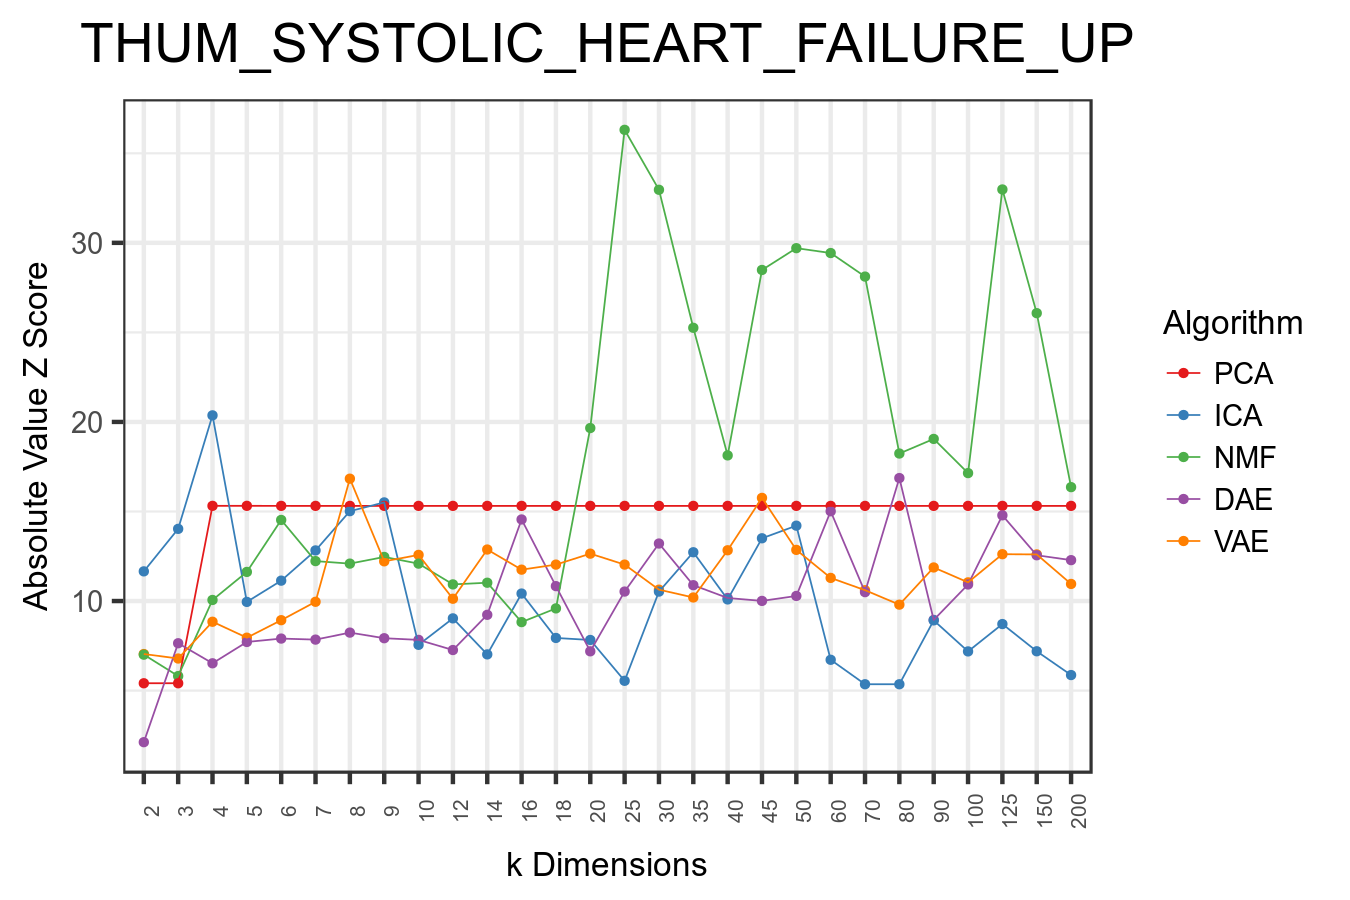 THUM_SYSTOLIC_HEART_FAILURE_UP
Absolute Value Z Score
30
20
10
2 3 4 5 6 7 8 9 10 12 14 16 18 20 25 30 35 40 45 50 60 70 80 90 100 125 150 200
k Dimensions
Algorithm
PCA
ICA
NMF
DAE
VAE